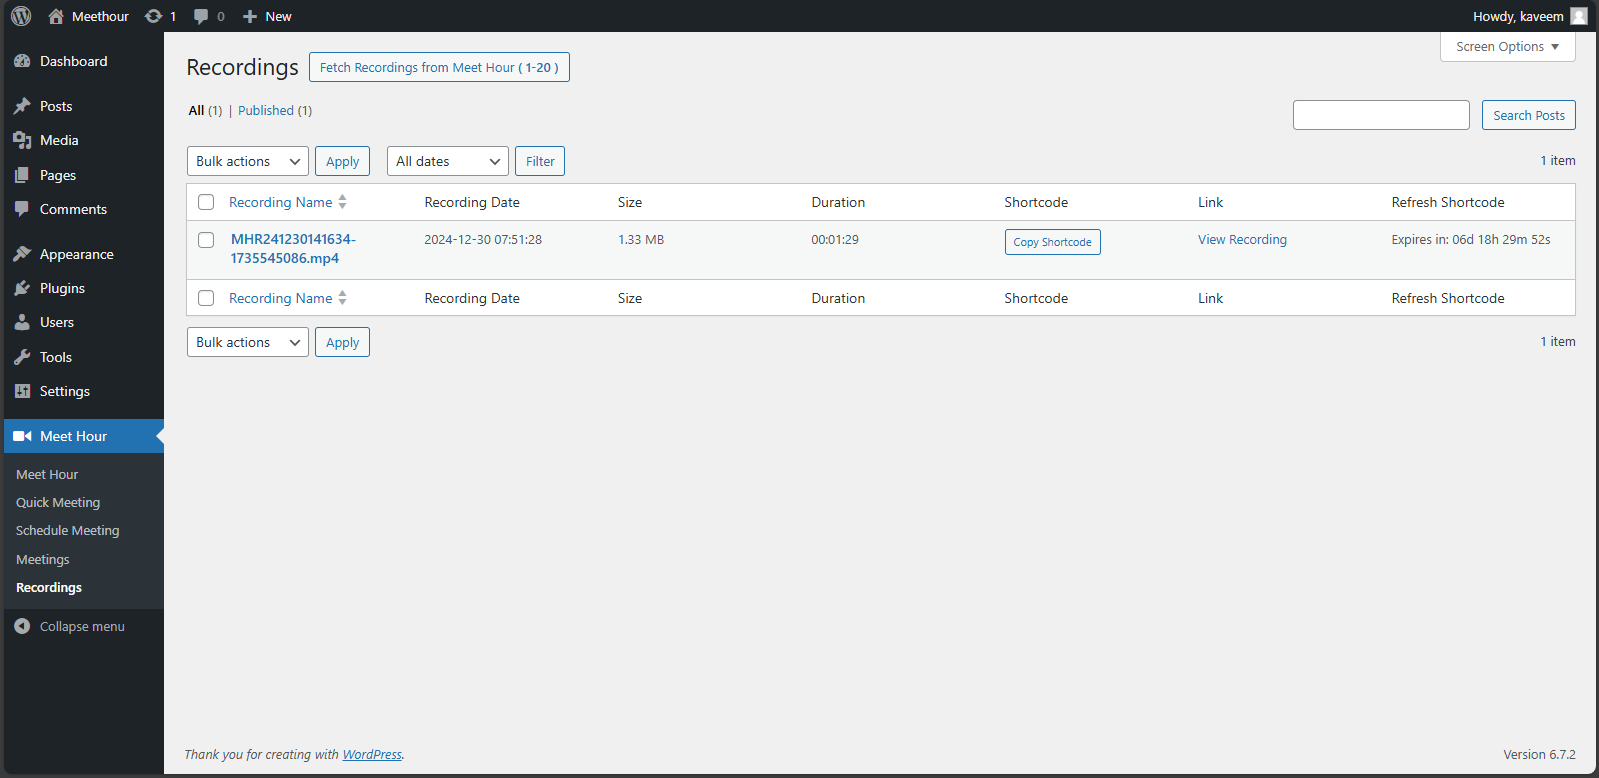 Meethour
1
0
New
Howdy, kaveem
Dashboard
Posts
Media
Pages
Comments
Appearance
Plugins
Users
Tools
Settings
Meet Hour
Meet Hour
Quick Meeting
Schedule Meeting
Meetings
Recordings
Collapse menu
Screen Options
Recordings
Fetch Recordings from Meet Hour ( 1-20 )
All (1) | Published (1)
Search Posts
Bulk actions
Apply
All dates
Filter
1 item
Recording Name Recording Date Size Duration Shortcode Link Refresh Shortcode
MHR241230141634- 2024-12-30 07:51:28 1.33 MB 00:01:29 Copy Shortcode View Recording Expires in: 06d 18h 29m 52s
1735545086.mp4
Recording Name Recording Date Size Duration Shortcode Link Refresh Shortcode
Bulk actions
Apply
1 item
Thank you for creating with WordPress.
Version 6.7.2